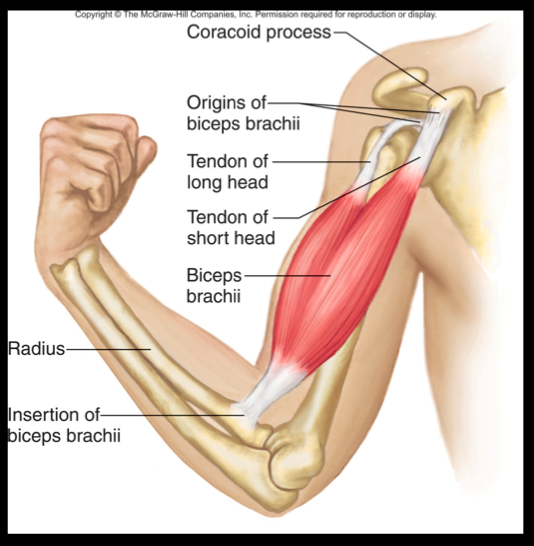 Copyright © The McGraw-Hill Companies, Inc. Permission required for reproduction or display.
Coracoid process
Origins of
biceps brachii
Tendon of
long head
Tendon of
short head
Biceps
brachii
Radius
Insertion of
biceps brachii